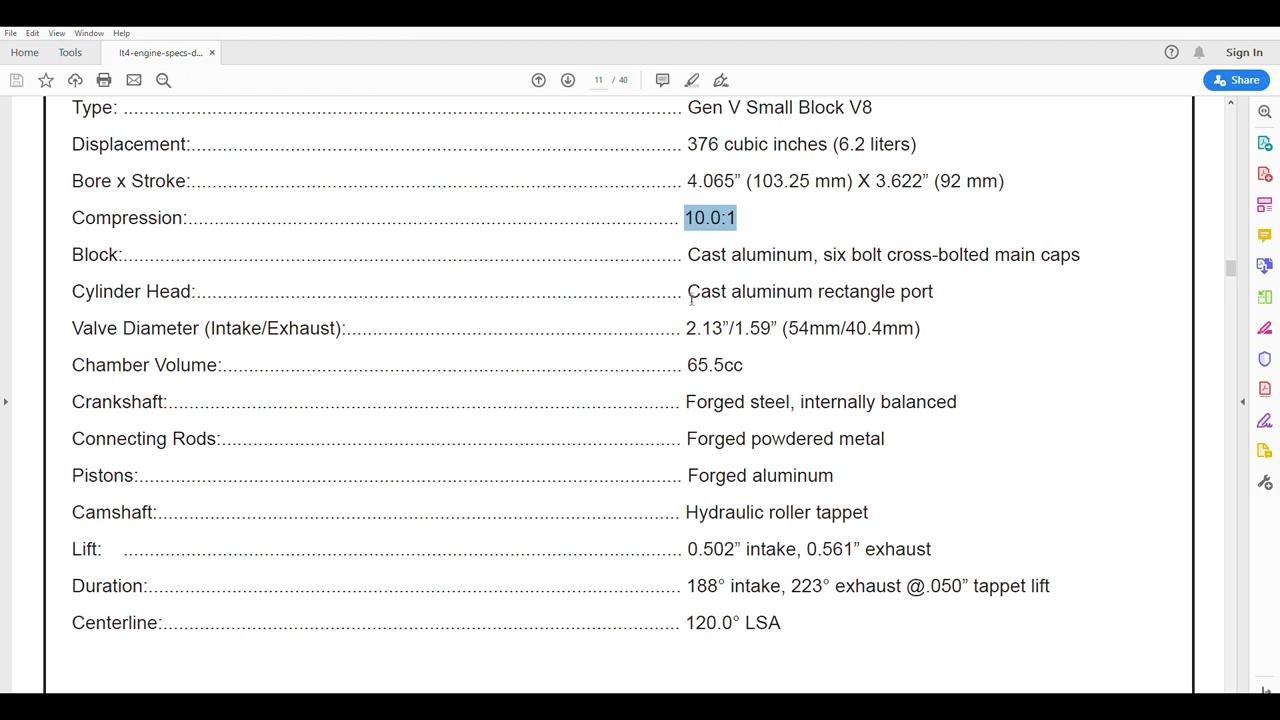 File Edit View Window Help
Home Tools lt4-engine-specs-d... × Sign In
11 / 40 Share
Type: .......................................................................................................... Gen V Small Block V8
Displacement:............................................................................................. 376 cubic inches (6.2 liters)
Bore x Stroke:............................................................................................. 4.065” (103.25 mm) X 3.622” (92 mm)
Compression:............................................................................................. 10.0:1
Block:.......................................................................................................... Cast aluminum, six bolt cross-bolted main caps
Cylinder Head:............................................................................................ Cast aluminum rectangle port
Valve Diameter (Intake/Exhaust):................................................................ 2.13”/1.59” (54mm/40.4mm)
Chamber Volume:....................................................................................... 65.5cc
Crankshaft:................................................................................................. Forged steel, internally balanced
Connecting Rods:....................................................................................... Forged powdered metal
Pistons:....................................................................................................... Forged aluminum
Camshaft:................................................................................................... Hydraulic roller tappet
Lift: .......................................................................................................... 0.502” intake, 0.561” exhaust
Duration:..................................................................................................... 188° intake, 223° exhaust @.050” tappet lift
Centerline:.................................................................................................. 120.0° LSA